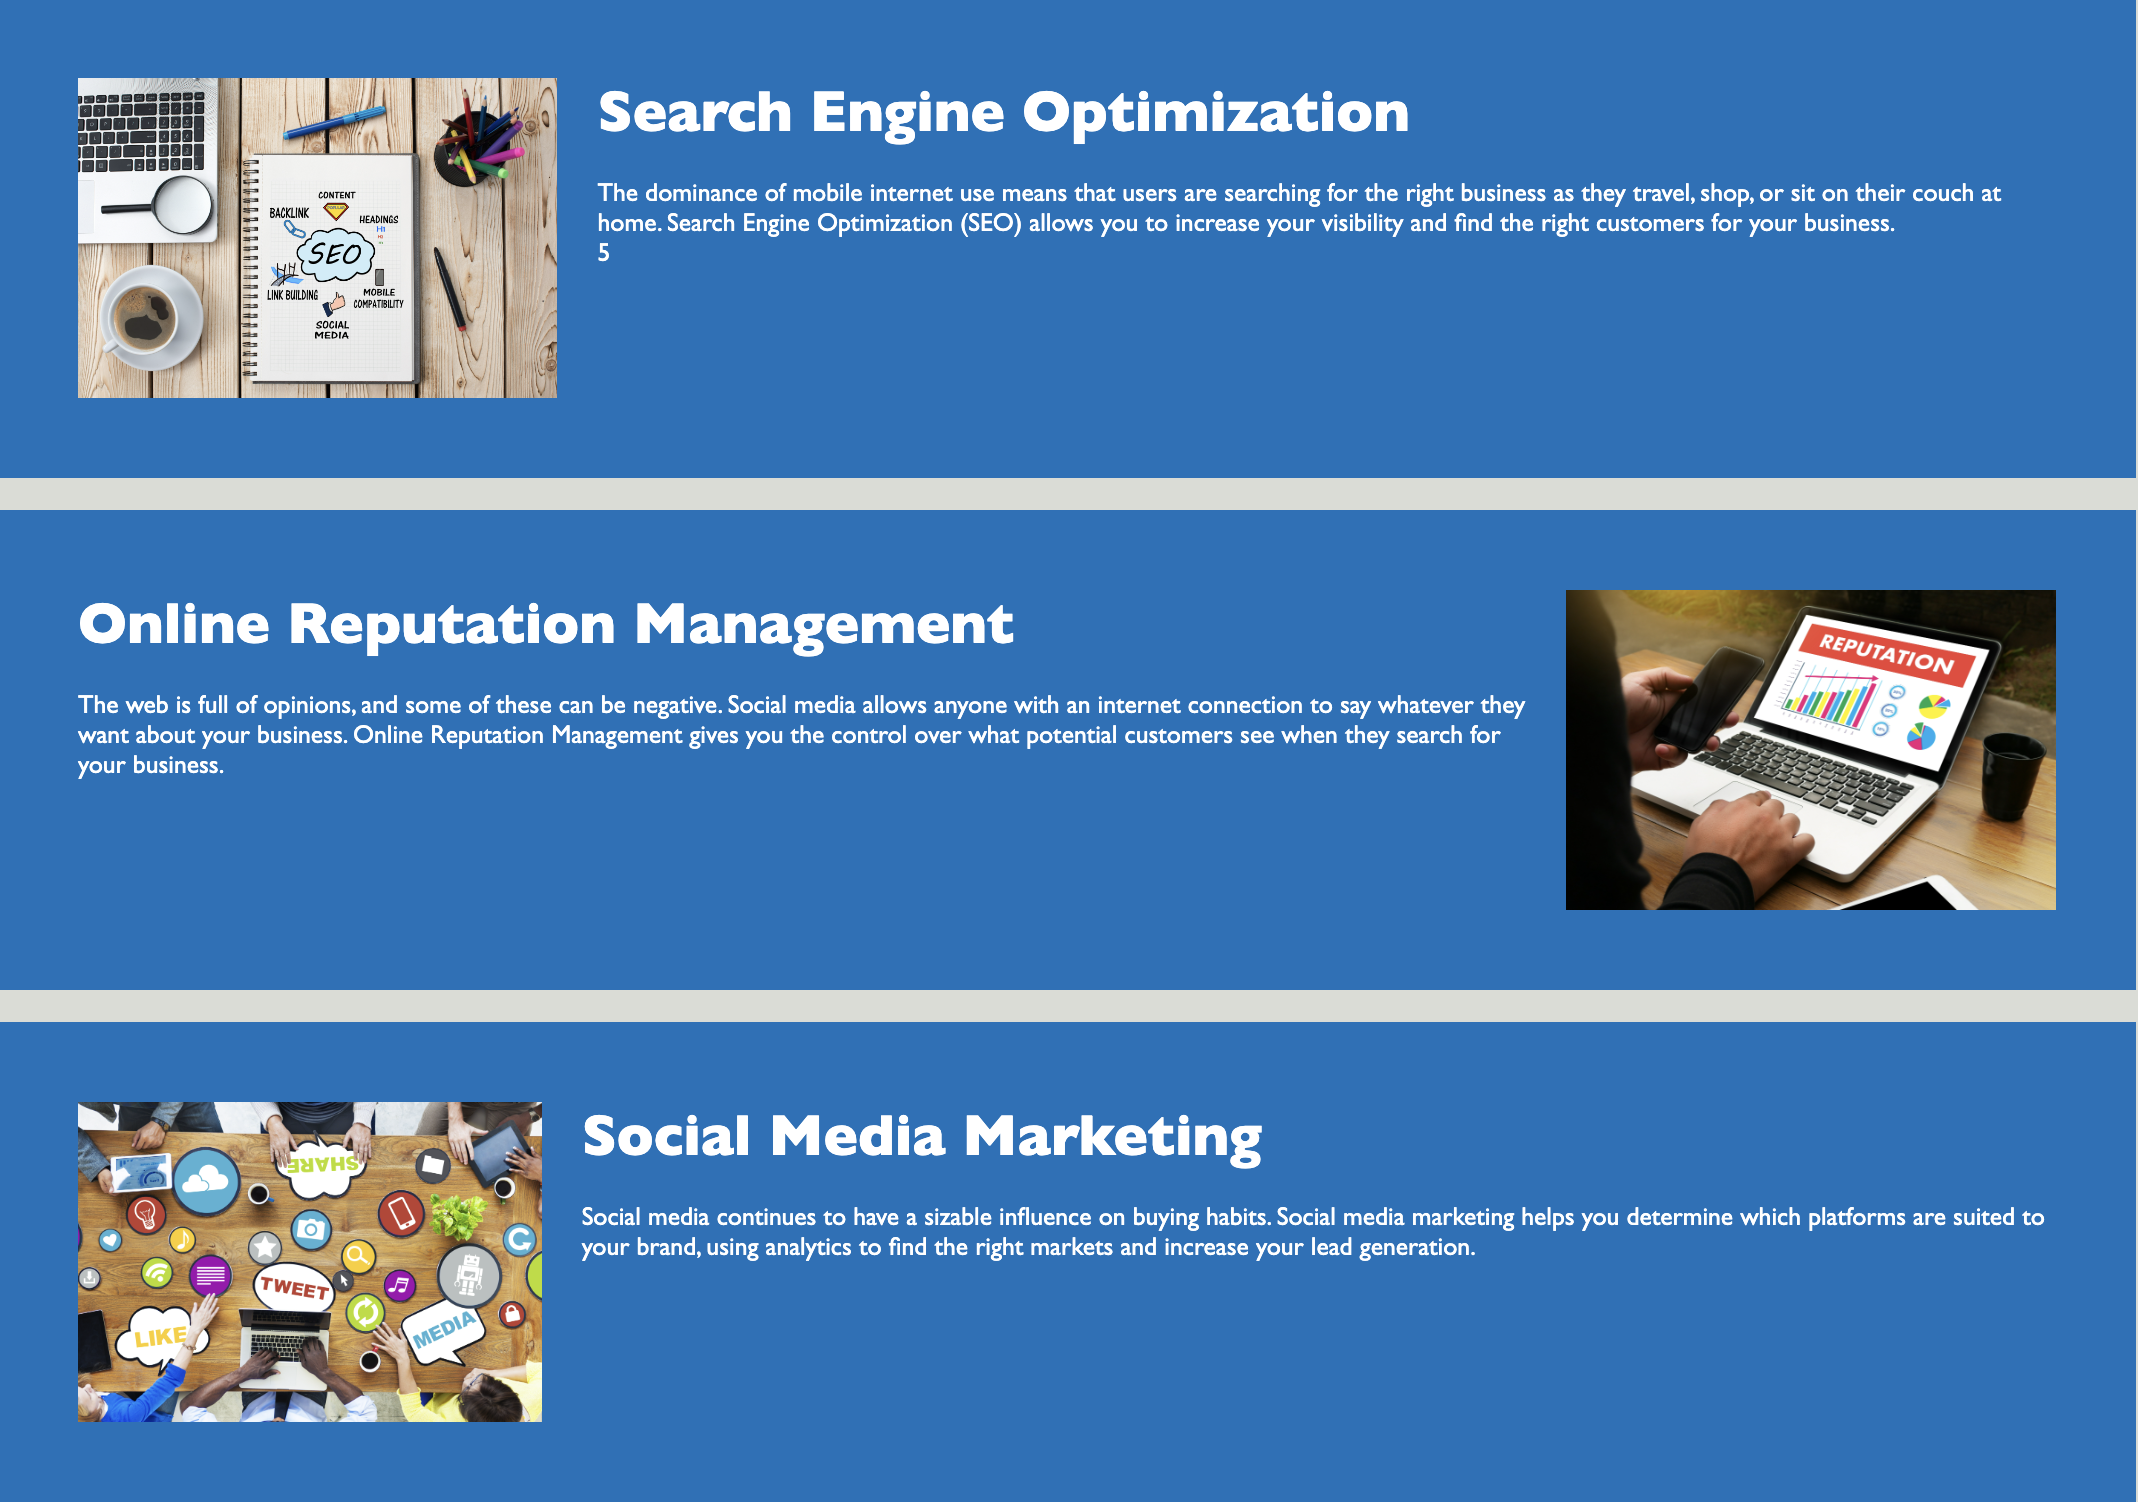 CONTENT
BACKLINK
HEADINGS
H1
SEO
LINK BUILDING
MOBILE
COMPATIBILITY
SOCIAL
MEDIA
Search Engine Optimization
The dominance of mobile internet use means that users are searching for the right business as they travel, shop, or sit on their couch at
home. Search Engine Optimization (SEO) allows you to increase your visibility and find the right customers for your business.
5
Online Reputation Management
The web is full of opinions, and some of these can be negative. Social media allows anyone with an internet connection to say whatever they
want about your business. Online Reputation Management gives you the control over what potential customers see when they search for
your business.
REPUTATION
SHARE
TWEET
LIKE
MEDIA
Social Media Marketing
Social media continues to have a sizable influence on buying habits. Social media marketing helps you determine which platforms are suited to
your brand, using analytics to find the right markets and increase your lead generation.